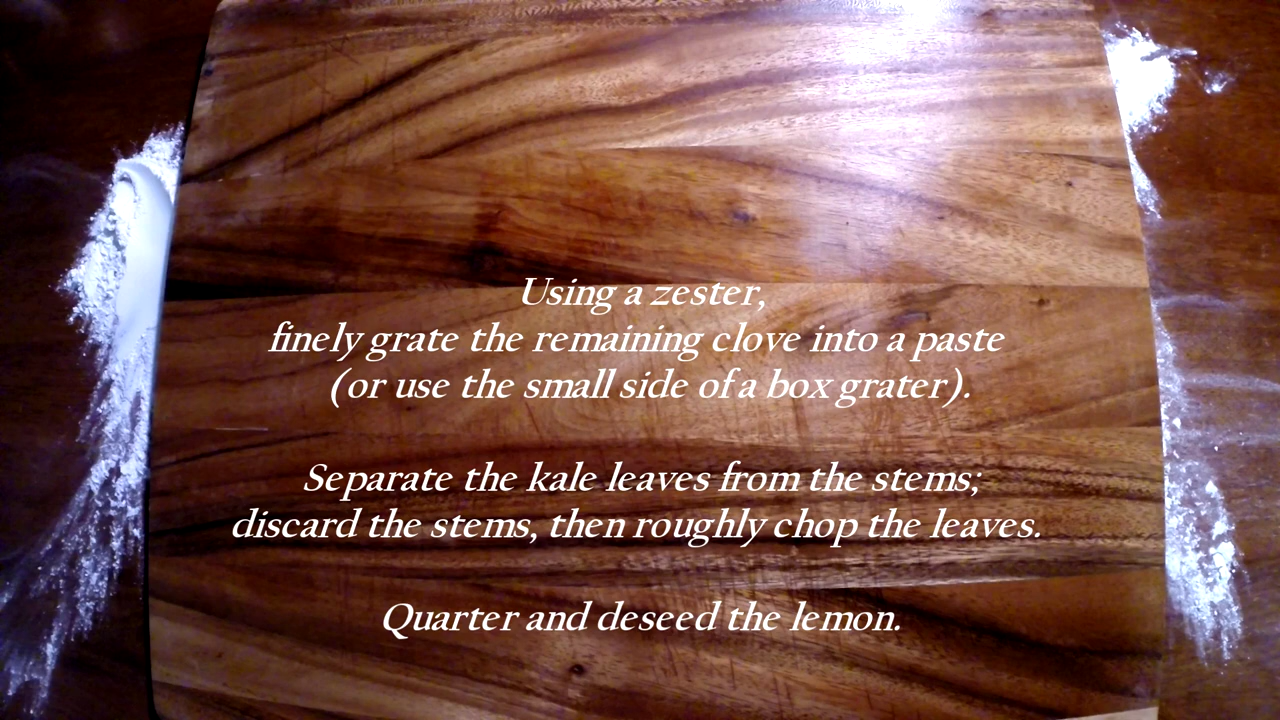 Using a zester,
finely grate the remaining clove into a paste
(or use the small side of a box grater).
Separate the kale leaves from the stems;
discard the stems, then roughly chop the leaves.
Quarter and deseed the lemon.